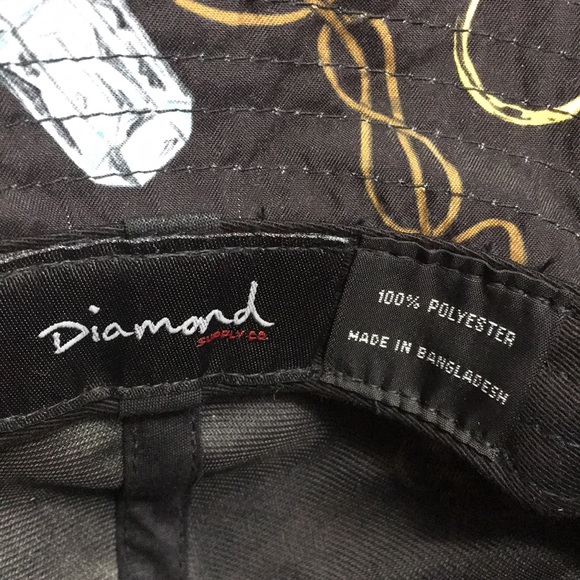 Diamond
SUPPLY CO.
100% POLYESTER
MADE IN BANGLADESH